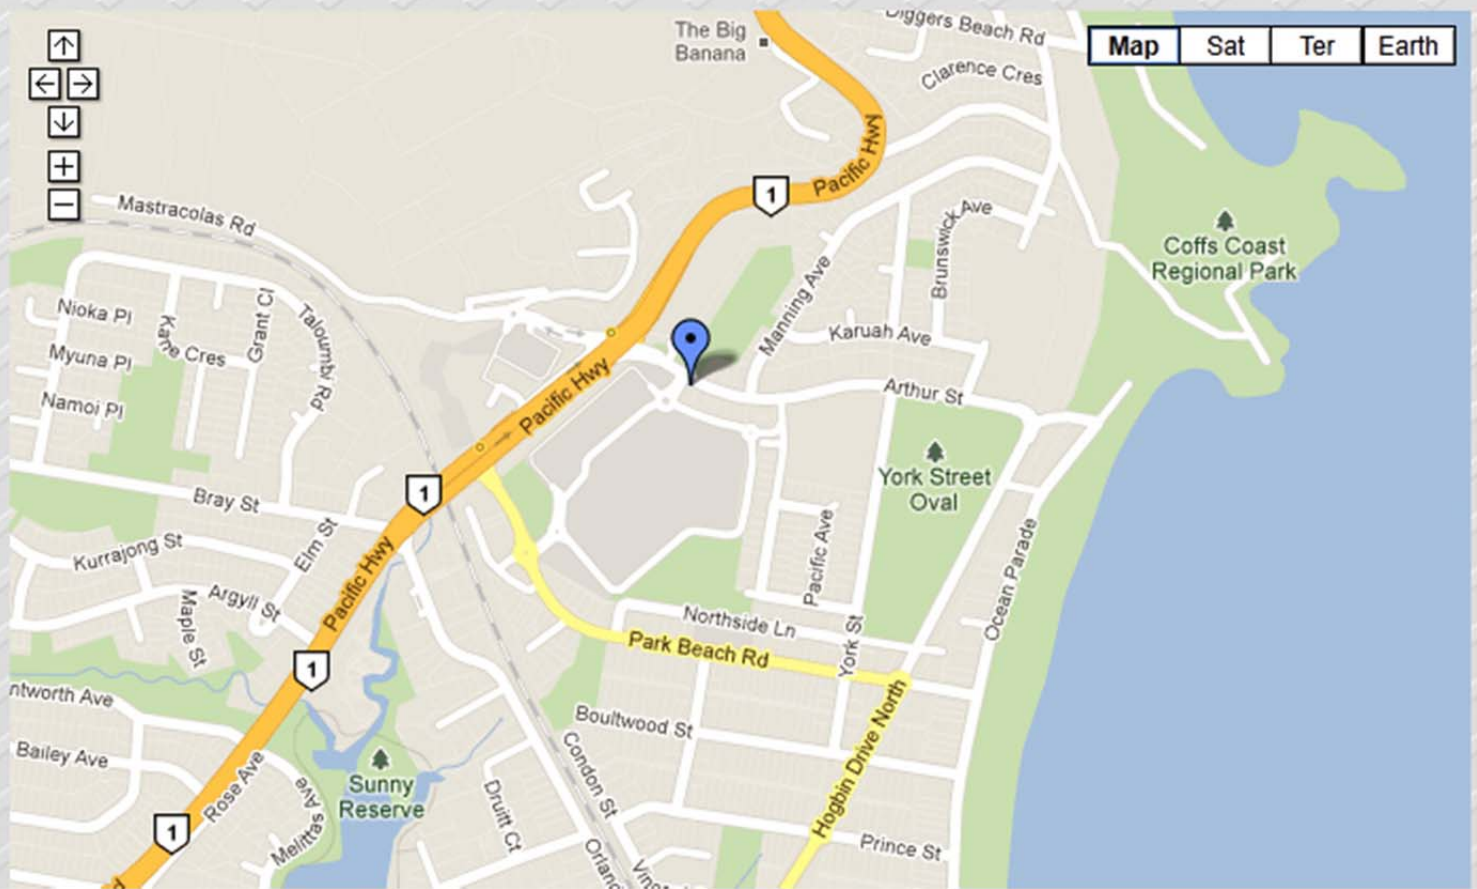 The Big
Banana
Diggers Beach Rd
Map
Sat
Ter
Earth
Clarence Cres
Pacific Hwy
1
Mastracolas Rd
Brunswick Ave
Coffs Coast
Regional Park
Manning Ave
Nioka Pl
Kane Cres
Grant Cl
Taloumbi Rd
Karuah Ave
Myuna Pl
Pacific Hwy
Arthur St
Namoi Pl
York Street
Oval
1
Bray St
Kurrajong St
Elm St
Pacific Hwy
Pacific Ave
Ocean Parade
Argyll St
Maple St
Northside Ln
York St
Park Beach Rd
1
ntworth Ave
Boultwood St
Hogbin Drive North
Bailey Ave
Rose Ave
Sunny
Reserve
Condon St
Druitt Ct
Melittas Ave
1
Prince St
Orland
d